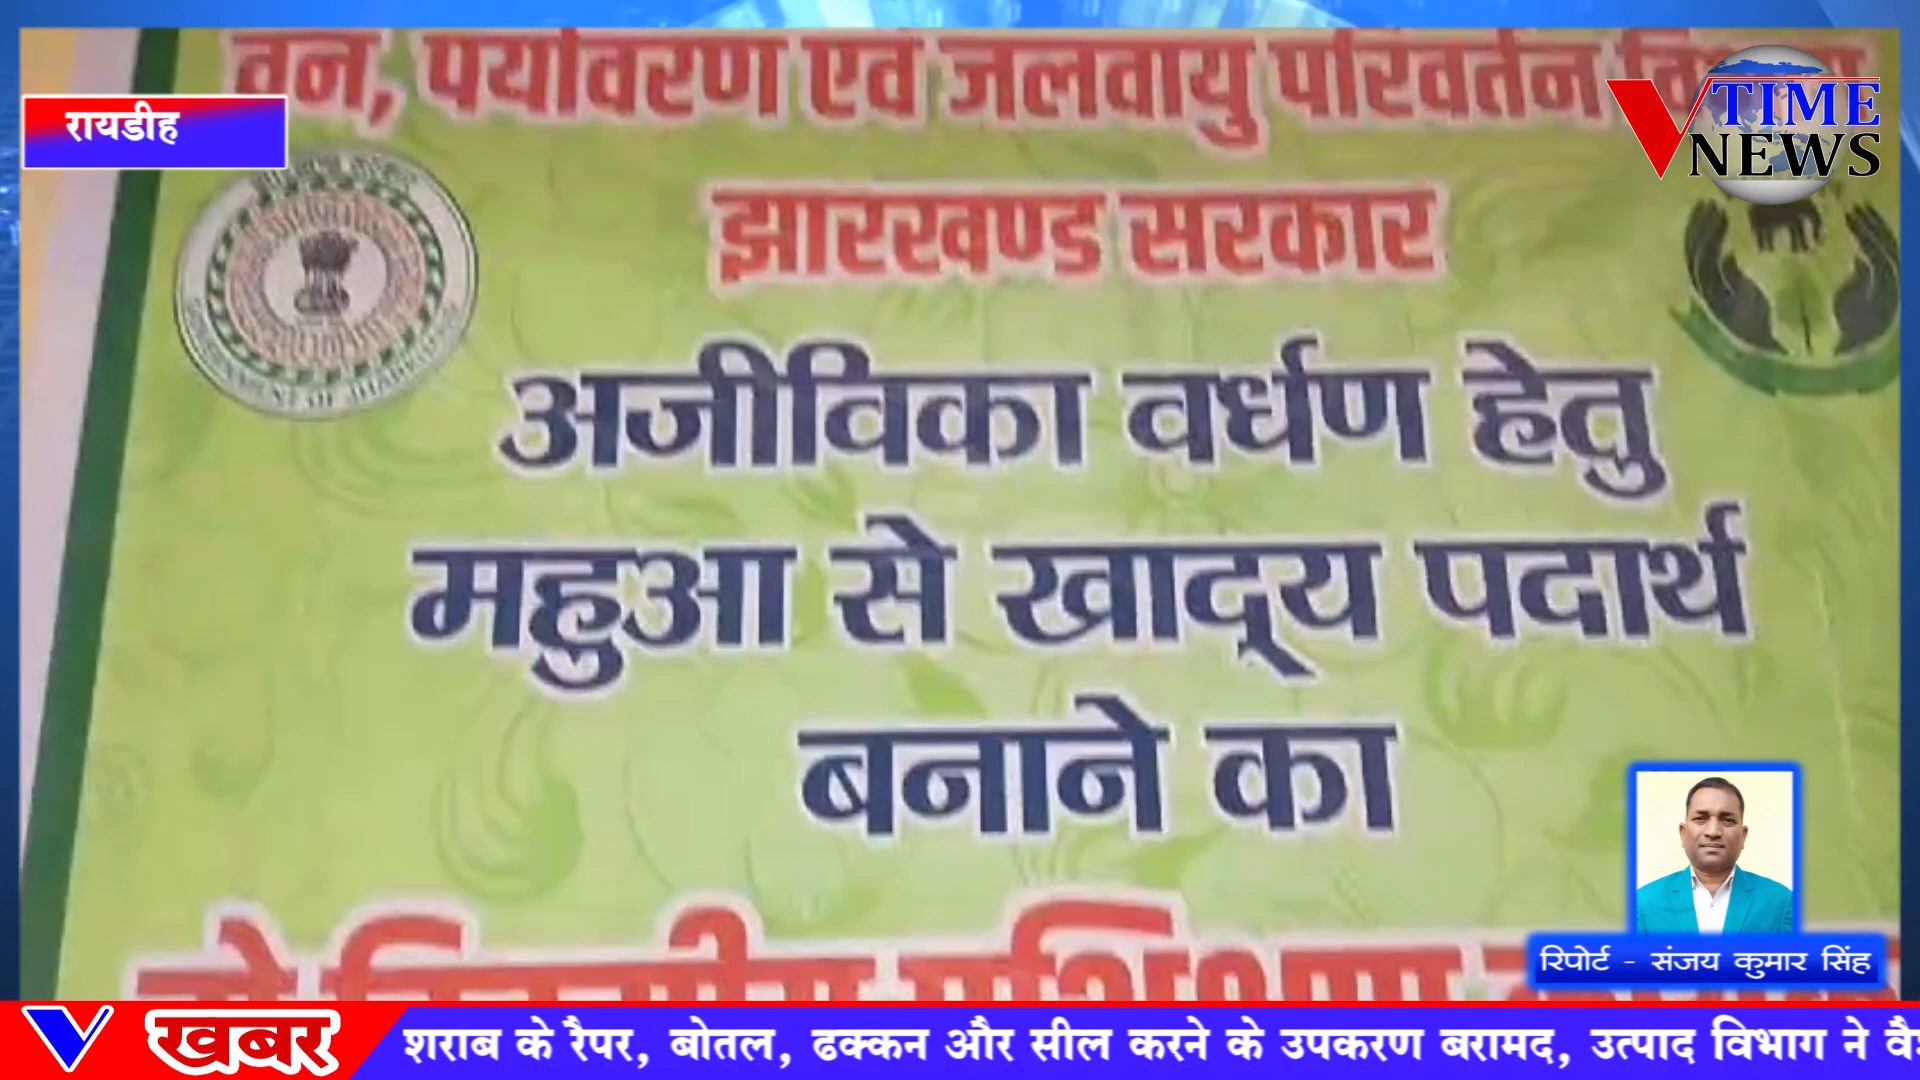 वन, पर्यावरण एवं जलवायु परिवर्तन
रायडीह
V TIME
NEWS
झारखण्ड सरकार
अजीविका वर्धण हेतु
महुआ से खाद्य पदार्थ
बनाने का
रिपोर्ट - संजय कुमार सिंह
V खबर
शराब के रैपर, बोतल, ढक्कन और सील करने के उपकरण बरामद, उत्पाद विभाग ने